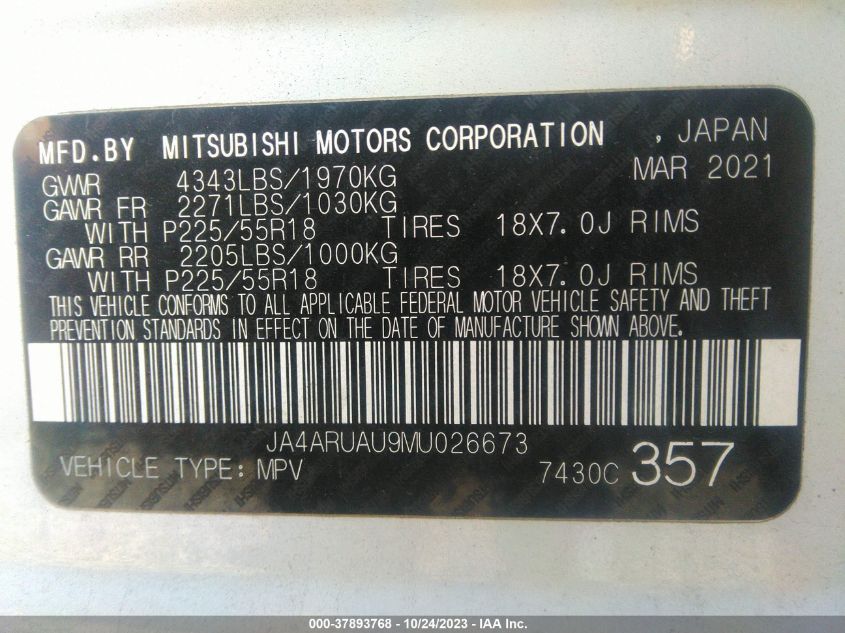 MFD.BY MITSUBISHI MOTORS CORPORATION , JAPAN
GVWR 4343LBS/1970KG MAR 2021
GAWR FR 2271LBS/1030KG
WITH P225/55R18 TIRES 18X7.0J RIMS
GAWR RR 2205LBS/1000KG
WITH P225/55R18 TIRES 18X7.0J RIMS
THIS VEHICLE CONFORMS TO ALL APPLICABLE FEDERAL MOTOR VEHICLE SAFETY AND THEFT
PREVENTION STANDARDS IN EFFECT ON THE DATE OF MANUFACTURE SHOWN ABOVE.
JA4ARUAU9MU026673
VEHICLE TYPE: MPV 7430C 357
000-37893768 - 10/24/2023 - IAA Inc.